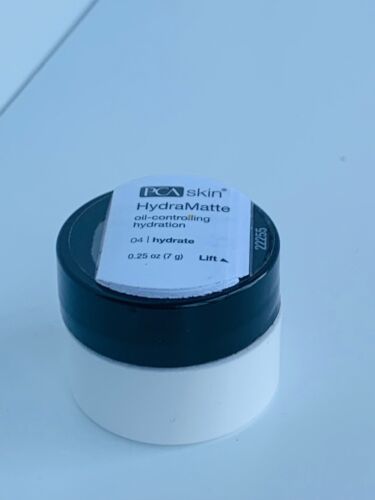 PCA skin®
HydraMatte
oil-controlling
hydration
04 | hydrate
0.25 oz (7 g) Lift
22255